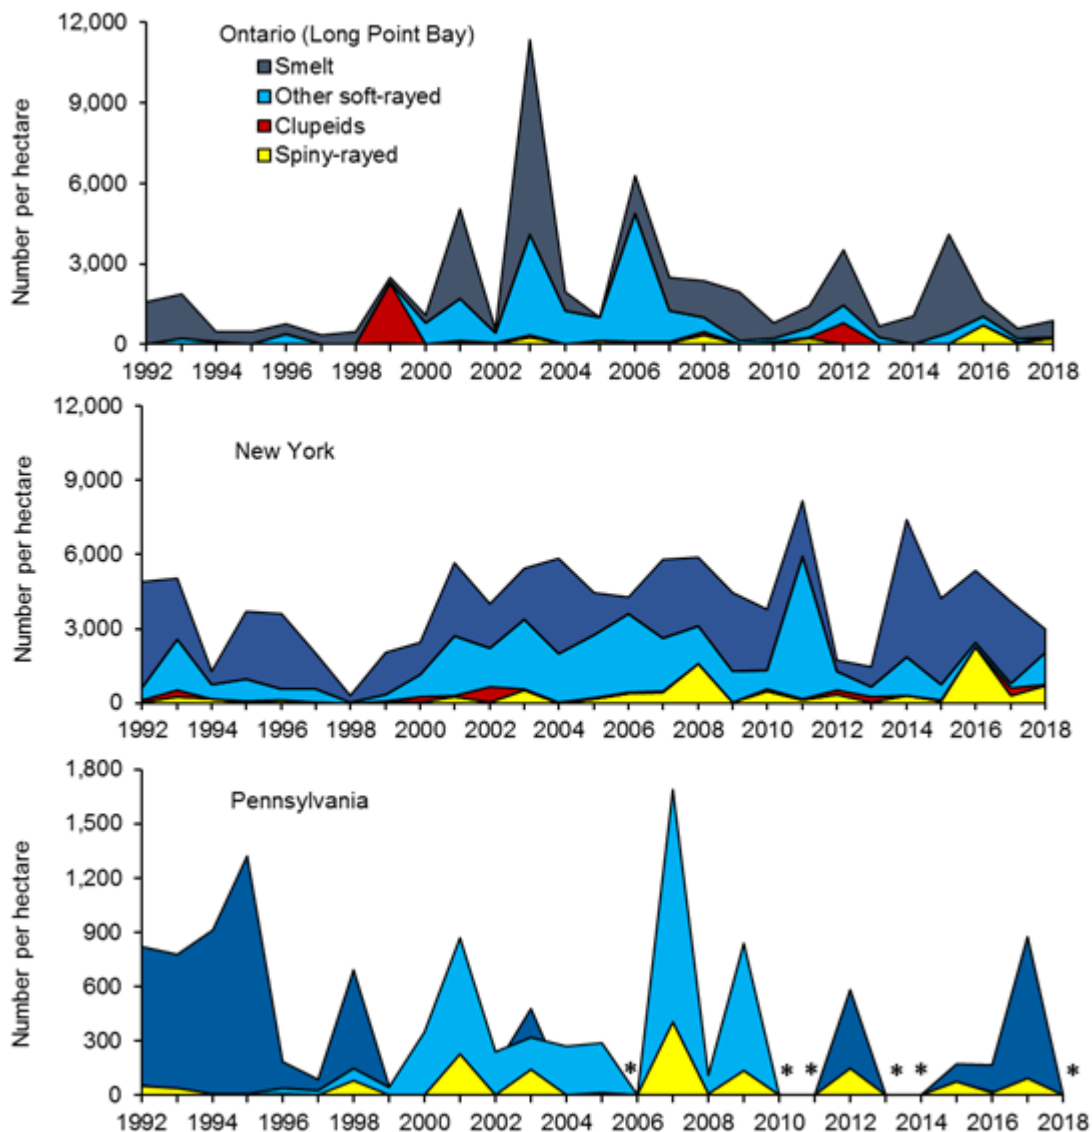 12,000
9,000
6,000
3,000
0
Number per hectare
Ontario (Long Point Bay)
Smelt
Other soft-rayed
Clupeids
Spiny-rayed
1992 1994 1996 1998 2000 2002 2004 2006 2008 2010 2012 2014 2016 2018
12,000
9,000
6,000
3,000
0
Number per hectare
New York
1992 1994 1996 1998 2000 2002 2004 2006 2008 2010 2012 2014 2016 2018
1,800
1,500
1,200
900
600
300
0
Number per hectare
Pennsylvania
* * * * * *
1992 1994 1996 1998 2000 2002 2004 2006 2008 2010 2012 2014 2016 2018